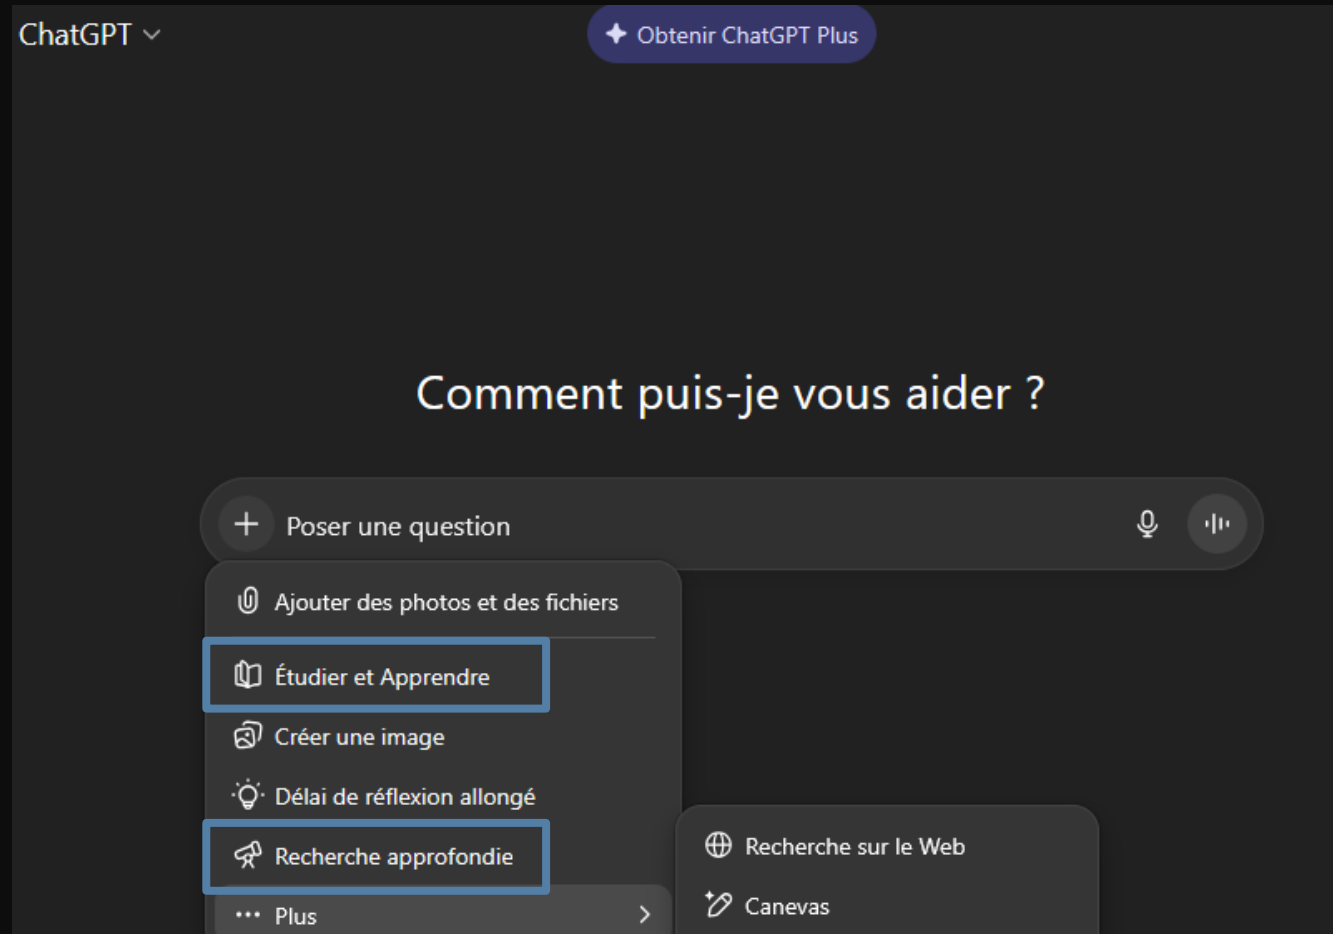 ChatGPT
Obtenir ChatGPT Plus
Comment puis-je vous aider ?
Poser une question
Ajouter des photos et des fichiers
Étudier et Apprendre
Créer une image
Délai de réflexion allongé
Recherche approfondie
Plus
Recherche sur le Web
Canevas